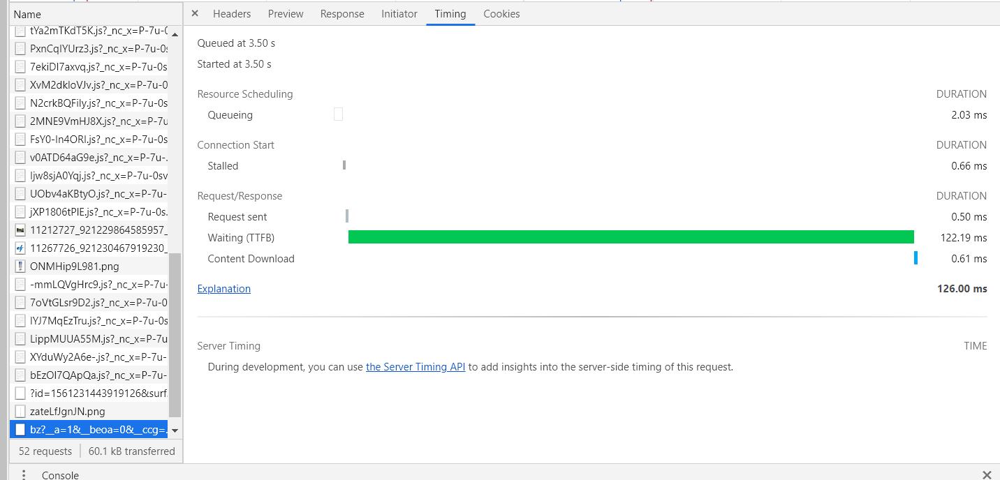 Name
Headers Preview Response Initiator Timing Cookies
tYa2mTKdT5K.js?_nc_x=P-7u-0
PxnCqIYUrz3.js?_nc_x=P-7u-0s
7ekiDI7axvq.js?_nc_x=P-7u-0s
XvM2dkloVJv.js?_nc_x=P-7u-0
N2crkBQFily.js?_nc_x=P-7u-0s
2MNE9VmHJ8X.js?_nc_x=P-7u
FsY0-In4ORI.js?_nc_x=P-7u-0s
v0ATD64aG9e.js?_nc_x=P-7u-.
Ijw8sjA0Yqj.js?_nc_x=P-7u-0sv
UObv4aKBtyO.js?_nc_x=P-7u-
jXP1806tPIE.js?_nc_x=P-7u-0s.
11212727_921229864585957_
11267726_921230467919230_
ONMHip9L981.png
-mmLQVgHrc9.js?_nc_x=P-7u-
7oVtGLsr9D2.js?_nc_x=P-7u-0
IYJ7MqEzTru.js?_nc_x=P-7u-0s
LippMUUA55M.js?_nc_x=P-7u
XYduWy2A6e-.js?_nc_x=P-7u-
bEzOI7QApQa.js?_nc_x=P-7u-
?id=1561231443919126&surf.
zateLfJgnJN.png
bz?__a=1&__beoa=0&__ccg=.
52 requests 60.1 kB transferred
Queued at 3.50 s
Started at 3.50 s
Resource Scheduling DURATION
Queueing 2.03 ms
Connection Start DURATION
Stalled 0.66 ms
Request/Response DURATION
Request sent 0.50 ms
Waiting (TTFB) 122.19 ms
Content Download 0.61 ms
Explanation 126.00 ms
Server Timing TIME
During development, you can use the Server Timing API to add insights into the server-side timing of this request.
Console